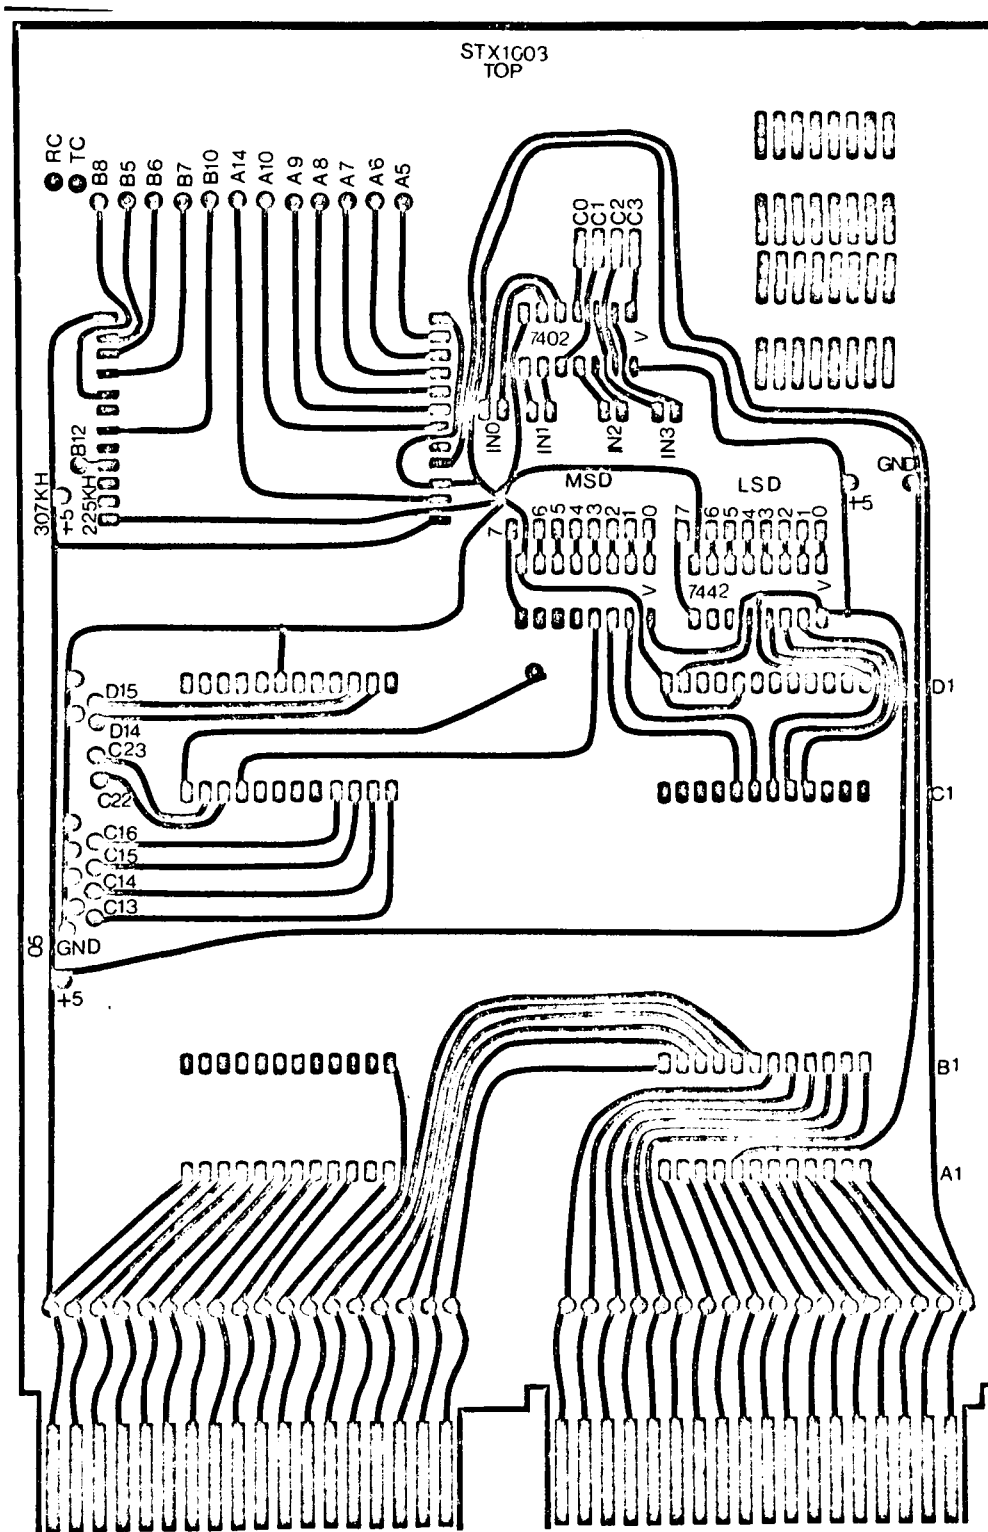 STX1003
TOP
RC
TC
B8
B5
B6
B7
B10
A14
A10
A9
A8
A7
A6
A5
C0
C1
C2
C3
7402
V
IN0
IN1
IN2
IN3
B12
307KH
+5
225KH
MSD
LSD
GND
+5
7
6
5
4
3
2
1
0
7
6
5
4
3
2
1
0
V
7442
V
D15
D14
C23
C22
D1
C1
C16
C15
C14
C13
GND
+5
B1
A1